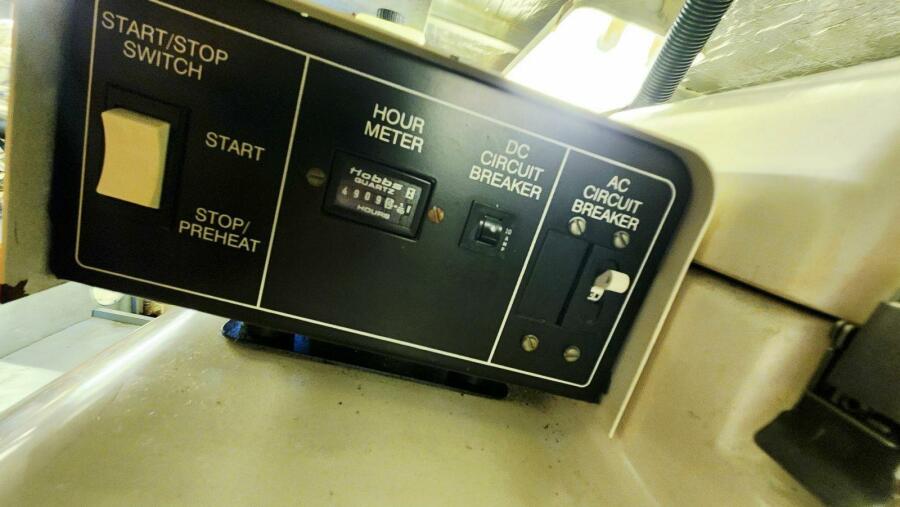 START/STOP
SWITCH
START
STOP/
PREHEAT
HOUR
METER
Hobbs
QUARTZ
HOURS
DC
CIRCUIT
BREAKER
AC
CIRCUIT
BREAKER